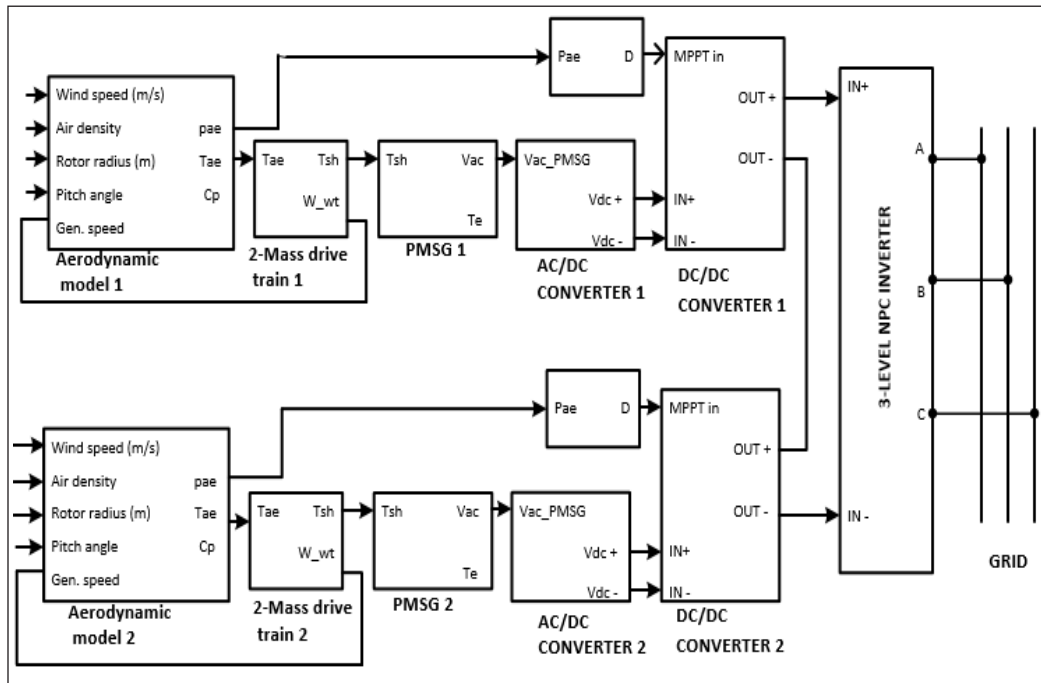 Pae D
MPPT in
OUT +
OUT -
IN+
IN -
DC/DC
CONVERTER 1
Wind speed (m/s)
Air density
Rotor radius (m)
Pitch angle
Gen. speed
pae
Tae
Cp
Aerodynamic
model 1
Tae Tsh
W_wt
2-Mass drive
train 1
Tsh Vac
Te
PMSG 1
Vac_PMSG
Vdc +
Vdc -
AC/DC
CONVERTER 1
IN+
IN -
3-LEVEL NPC INVERTER
A
B
C
GRID
Pae D
MPPT in
OUT +
OUT -
IN+
IN -
DC/DC
CONVERTER 2
Wind speed (m/s)
Air density
Rotor radius (m)
Pitch angle
Gen. speed
pae
Tae
Cp
Aerodynamic
model 2
Tae Tsh
W_wt
2-Mass drive
train 2
Tsh Vac
Te
PMSG 2
Vac_PMSG
Vdc +
Vdc -
AC/DC
CONVERTER 2